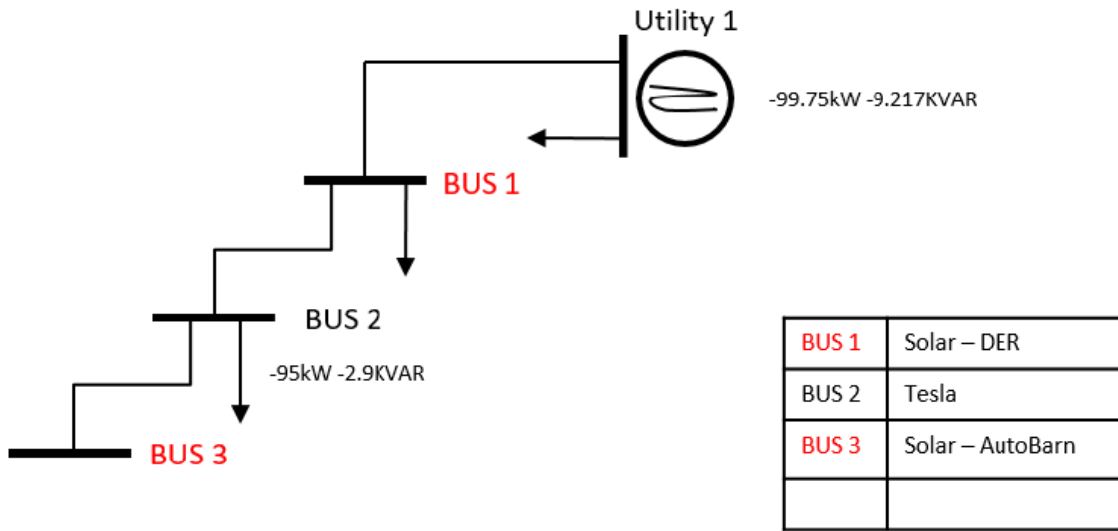 Utility 1
-99.75kW -9.217KVAR
BUS 1
BUS 2
-95kW -2.9KVAR
BUS 3
BUS 1 Solar – DER
BUS 2 Tesla
BUS 3 Solar – AutoBarn